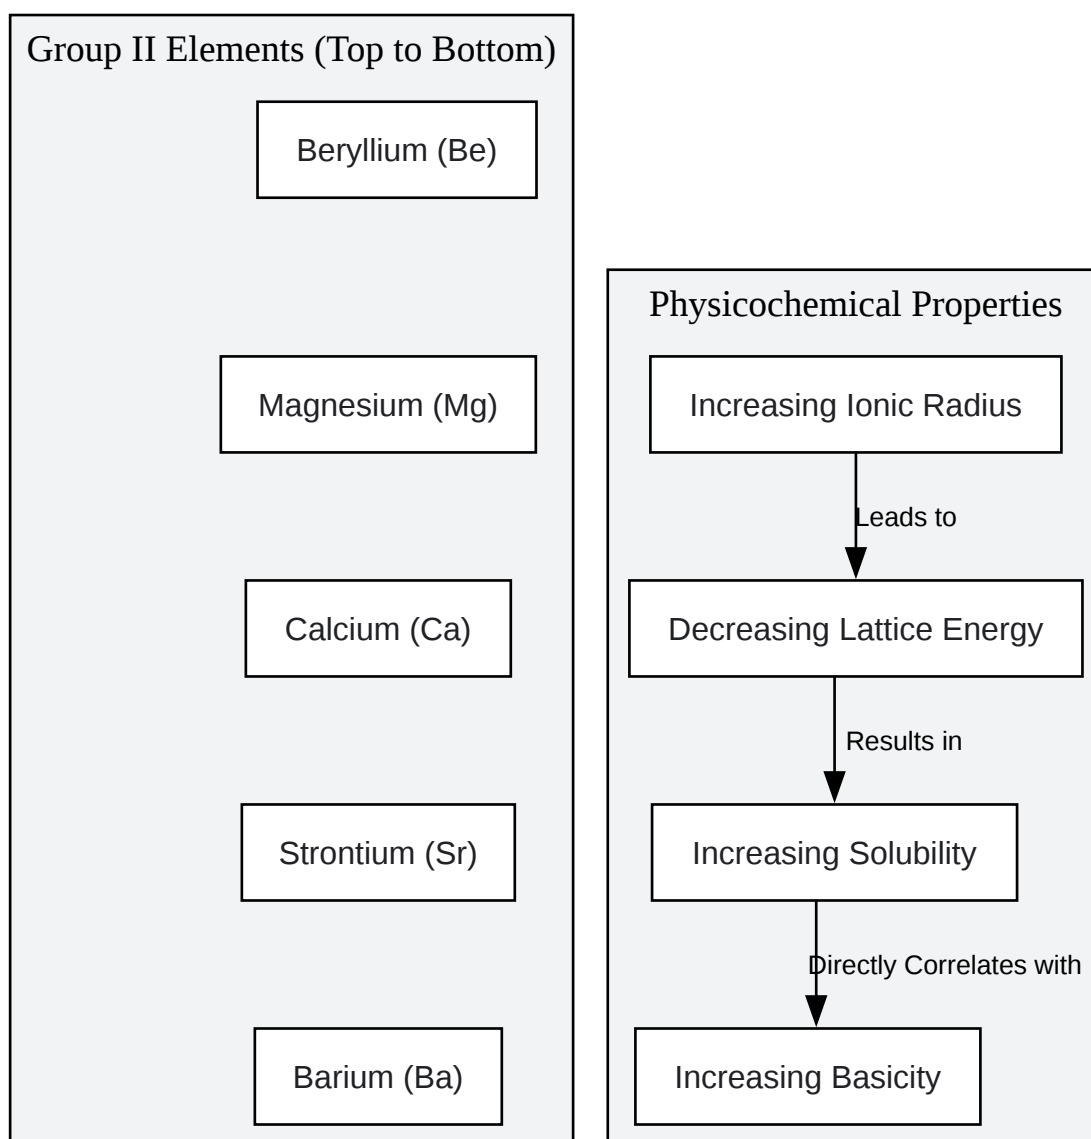 Group II Elements (Top to Bottom)
Beryllium (Be)
Magnesium (Mg)
Calcium (Ca)
Strontium (Sr)
Barium (Ba)
Physicochemical Properties
Increasing Ionic Radius
Leads to
Decreasing Lattice Energy
Results in
Increasing Solubility
Directly Correlates with
Increasing Basicity